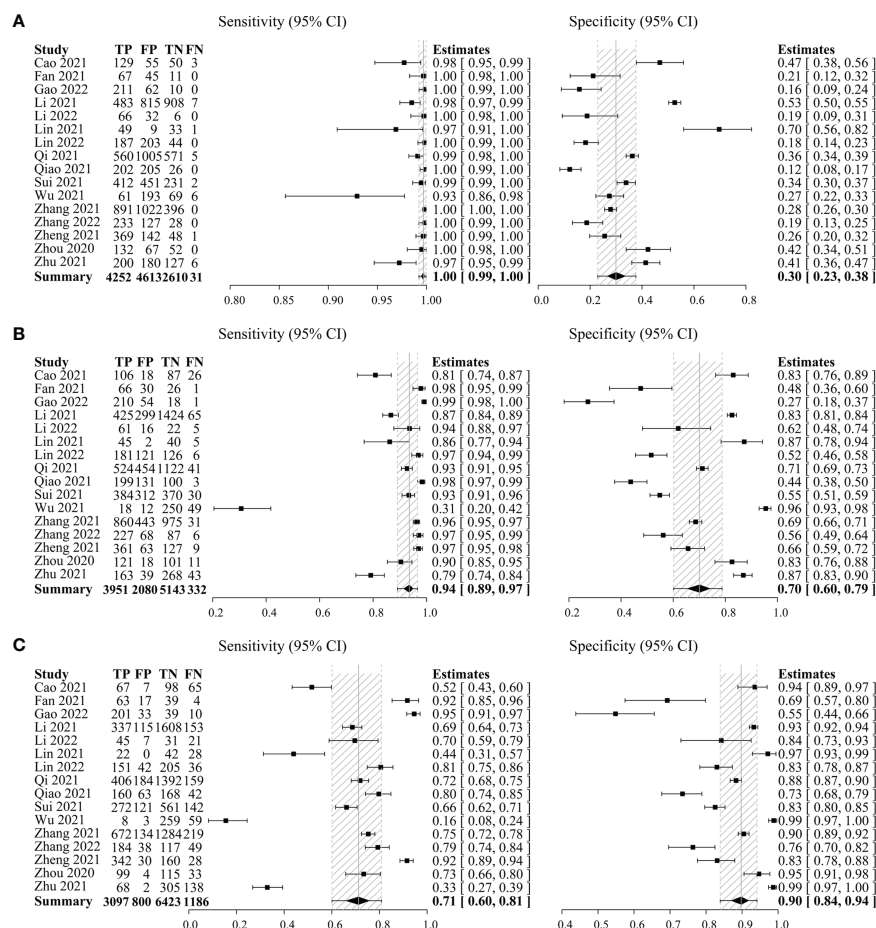 A
Sensitivity (95% CI) Specificity (95% CI)
Study TP FP TN FN Estimates Estimates
Cao 2021 129 55 50 3 0.98 [ 0.95, 0.99] 0.47 [ 0.38, 0.56]
Fan 2021 67 45 11 0 1.00 [ 0.98, 1.00] 0.21 [ 0.12, 0.32]
Gao 2022 211 62 10 0 1.00 [ 0.99, 1.00] 0.16 [ 0.09, 0.24]
Li 2021 483 815 908 7 0.98 [ 0.97, 0.99] 0.53 [ 0.50, 0.55]
Li 2022 66 32 6 0 1.00 [ 0.98, 1.00] 0.19 [ 0.09, 0.31]
Lin 2021 49 9 33 1 0.97 [ 0.91, 1.00] 0.70 [ 0.56, 0.82]
Lin 2022 187 203 44 0 1.00 [ 0.99, 1.00] 0.18 [ 0.14, 0.23]
Qi 2021 560 1005 571 5 0.99 [ 0.98, 1.00] 0.36 [ 0.34, 0.39]
Qiao 2021 202 205 26 0 1.00 [ 0.99, 1.00] 0.12 [ 0.08, 0.17]
Sui 2021 412 451 231 2 0.99 [ 0.99, 1.00] 0.34 [ 0.30, 0.37]
Wu 2021 61 193 69 6 0.93 [ 0.86, 0.98] 0.27 [ 0.22, 0.33]
Zhang 2021 891 1022 396 0 1.00 [ 1.00, 1.00] 0.28 [ 0.26, 0.30]
Zhang 2022 233 127 28 0 1.00 [ 0.99, 1.00] 0.19 [ 0.13, 0.25]
Zheng 2021 369 142 48 1 1.00 [ 0.99, 1.00] 0.26 [ 0.20, 0.32]
Zhou 2020 132 67 52 0 1.00 [ 0.98, 1.00] 0.42 [ 0.34, 0.51]
Zhu 2021 200 180 127 6 0.97 [ 0.95, 0.99] 0.41 [ 0.36, 0.47]
Summary 4252 4613 2610 31 1.00 [ 0.99, 1.00] 0.30 [ 0.23, 0.38]
0.80 0.85 0.90 0.95 1.00 0.0 0.2 0.4 0.6 0.8
B
Sensitivity (95% CI) Specificity (95% CI)
Study TP FP TN FN Estimates Estimates
Cao 2021 106 18 87 26 0.81 [ 0.74, 0.87] 0.83 [ 0.76, 0.89]
Fan 2021 66 30 26 1 0.98 [ 0.95, 0.99] 0.48 [ 0.36, 0.60]
Gao 2022 210 54 18 1 0.99 [ 0.98, 1.00] 0.27 [ 0.18, 0.37]
Li 2021 425 299 1424 65 0.87 [ 0.84, 0.89] 0.83 [ 0.81, 0.84]
Li 2022 61 16 22 5 0.94 [ 0.88, 0.97] 0.62 [ 0.48, 0.74]
Lin 2021 45 2 40 5 0.86 [ 0.77, 0.94] 0.87 [ 0.78, 0.94]
Lin 2022 181 121 126 6 0.97 [ 0.94, 0.99] 0.52 [ 0.46, 0.58]
Qi 2021 524 454 1122 41 0.93 [ 0.91, 0.95] 0.71 [ 0.69, 0.73]
Qiao 2021 199 131 100 3 0.98 [ 0.97, 0.99] 0.44 [ 0.38, 0.50]
Sui 2021 384 312 370 30 0.93 [ 0.91, 0.96] 0.55 [ 0.51, 0.59]
Wu 2021 18 12 250 49 0.31 [ 0.20, 0.42] 0.96 [ 0.93, 0.98]
Zhang 2021 860 443 975 31 0.96 [ 0.95, 0.97] 0.69 [ 0.66, 0.71]
Zhang 2022 227 68 87 6 0.97 [ 0.95, 0.99] 0.56 [ 0.49, 0.64]
Zheng 2021 361 63 127 9 0.97 [ 0.95, 0.98] 0.66 [ 0.59, 0.72]
Zhou 2020 121 18 101 11 0.90 [ 0.85, 0.95] 0.83 [ 0.76, 0.88]
Zhu 2021 163 39 268 43 0.79 [ 0.74, 0.84] 0.87 [ 0.83, 0.90]
Summary 3951 2080 5143 332 0.94 [ 0.89, 0.97] 0.70 [ 0.60, 0.79]
0.2 0.4 0.6 0.8 1.0 0.2 0.4 0.6 0.8 1.0
C
Sensitivity (95% CI) Specificity (95% CI)
Study TP FP TN FN Estimates Estimates
Cao 2021 67 7 98 65 0.52 [ 0.43, 0.60] 0.94 [ 0.89, 0.97]
Fan 2021 63 17 39 4 0.92 [ 0.85, 0.96] 0.69 [ 0.57, 0.80]
Gao 2022 201 33 39 10 0.95 [ 0.91, 0.97] 0.55 [ 0.44, 0.66]
Li 2021 337 115 1608 153 0.69 [ 0.64, 0.73] 0.93 [ 0.92, 0.94]
Li 2022 45 7 31 21 0.70 [ 0.59, 0.79] 0.84 [ 0.73, 0.93]
Lin 2021 22 0 42 28 0.44 [ 0.31, 0.57] 0.97 [ 0.93, 0.99]
Lin 2022 151 42 205 36 0.81 [ 0.75, 0.86] 0.83 [ 0.78, 0.87]
Qi 2021 406 184 1392 159 0.72 [ 0.68, 0.75] 0.88 [ 0.87, 0.90]
Qiao 2021 160 63 168 42 0.80 [ 0.74, 0.85] 0.73 [ 0.68, 0.79]
Sui 2021 272 121 561 142 0.66 [ 0.62, 0.71] 0.83 [ 0.80, 0.85]
Wu 2021 8 3 259 59 0.16 [ 0.08, 0.24] 0.99 [ 0.97, 1.00]
Zhang 2021 672 134 1284 219 0.75 [ 0.72, 0.78] 0.90 [ 0.89, 0.92]
Zhang 2022 184 38 117 49 0.79 [ 0.74, 0.84] 0.76 [ 0.70, 0.82]
Zheng 2021 342 30 160 28 0.92 [ 0.89, 0.94] 0.83 [ 0.78, 0.88]
Zhou 2020 99 4 115 33 0.73 [ 0.66, 0.80] 0.95 [ 0.91, 0.98]
Zhu 2021 68 2 305 138 0.33 [ 0.27, 0.39] 0.99 [ 0.97, 1.00]
Summary 3097 800 6423 1186 0.71 [ 0.60, 0.81] 0.90 [ 0.84, 0.94]
0.0 0.2 0.4 0.6 0.8 1.0 0.4 0.5 0.6 0.7 0.8 0.9 1.0